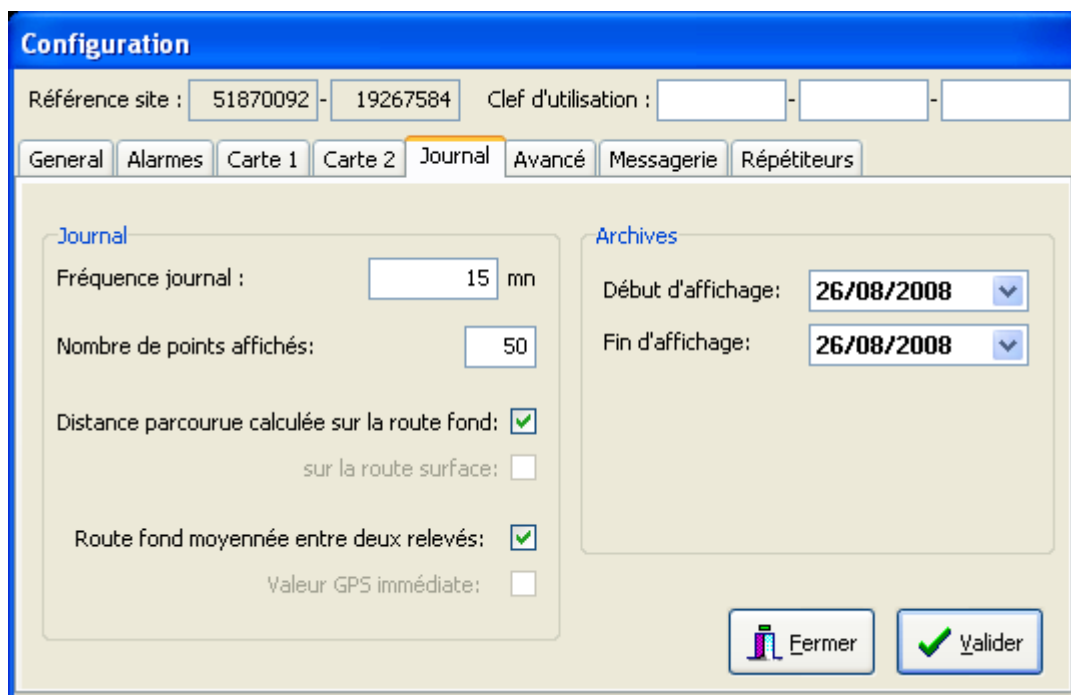 Configuration
Référence site : 51870092 - 19267584 Clef d'utilisation : - -
General Alarmes Carte 1 Carte 2 Journal Avancé Messagerie Répétiteurs
Journal
Fréquence journal : 15 mn
Nombre de points affichés: 50
Distance parcourue calculée sur la route fond:
sur la route surface:
Route fond moyennée entre deux relevés:
Valeur GPS immédiate:
Archives
Début d'affichage: 26/08/2008
Fin d'affichage: 26/08/2008
Fermer Valider